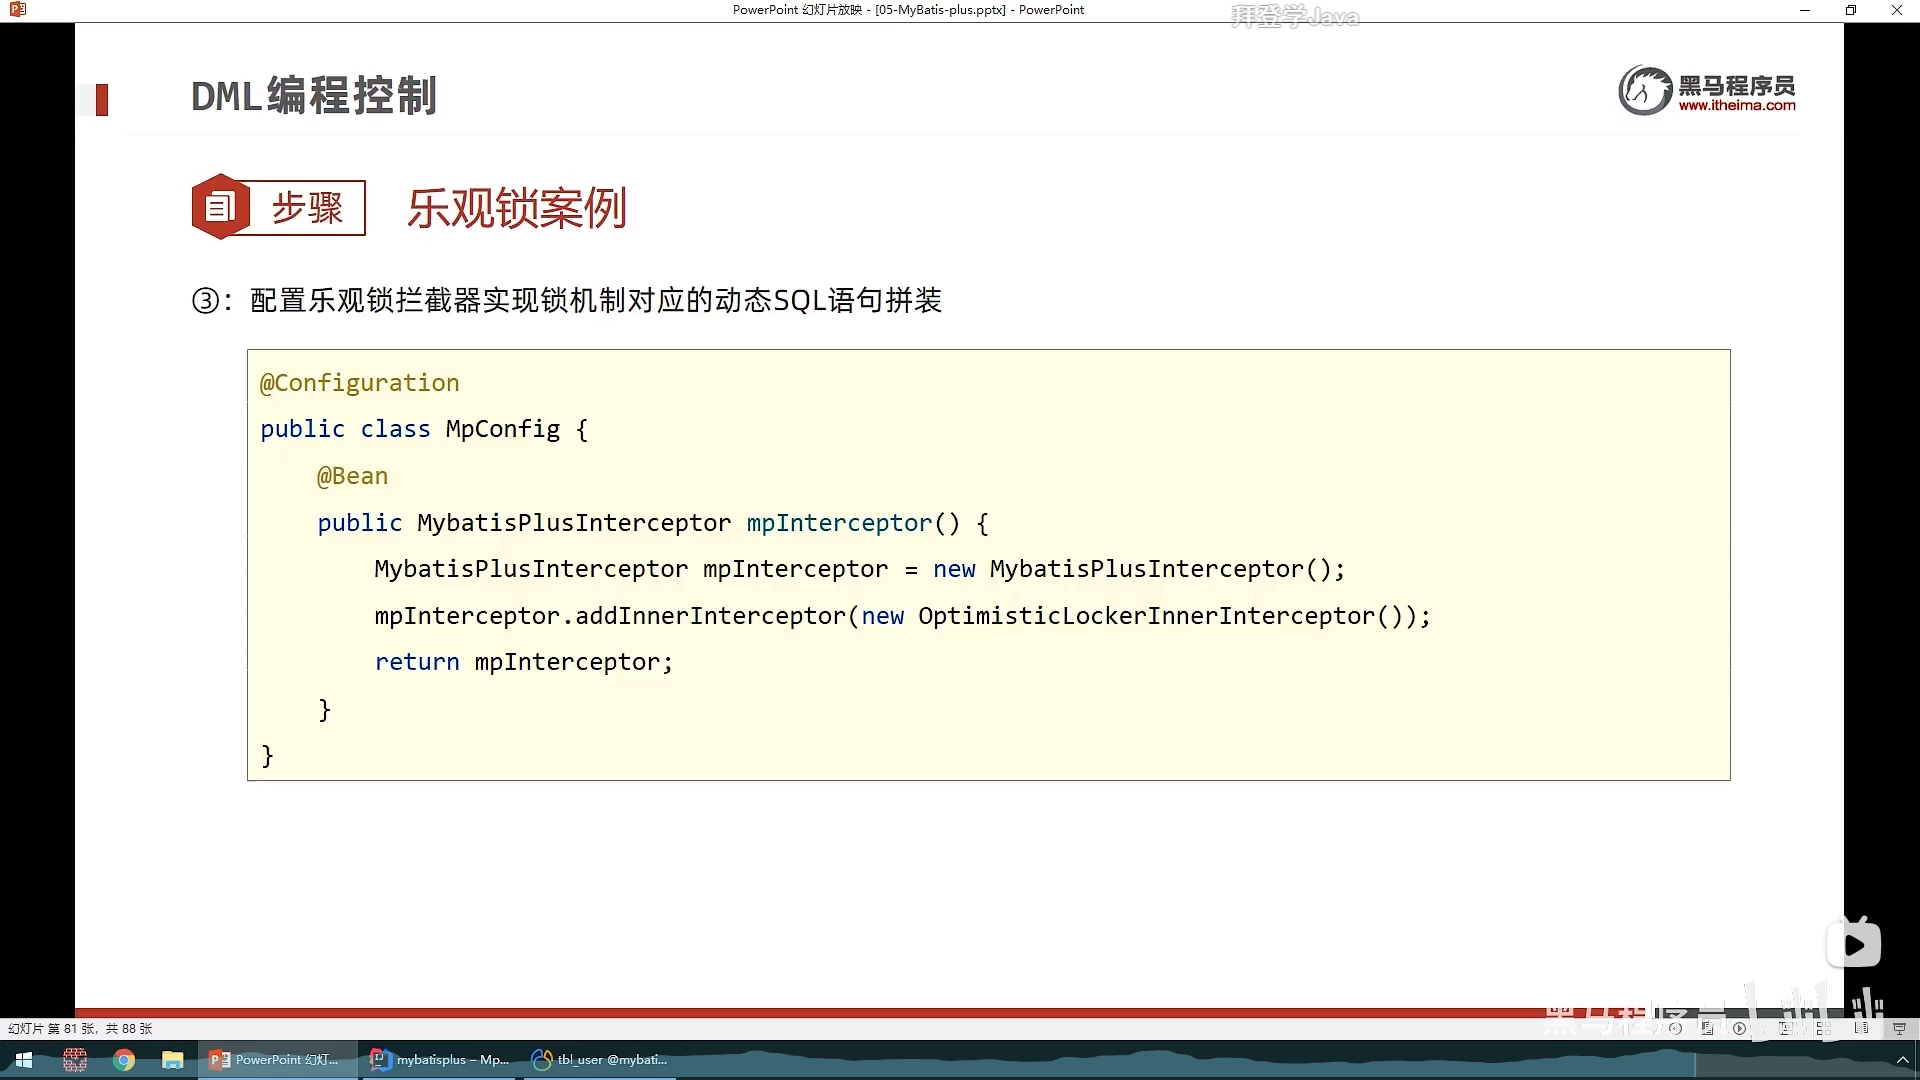 PowerPoint 幻灯片放映 - [05-MyBatis-plus.pptx] - PowerPoint
拜登学Java
DML编程控制
黑马程序员
www.itheima.com
步骤
乐观锁案例
③：配置乐观锁拦截器实现锁机制对应的动态SQL语句拼装
@Configuration
public class MpConfig {
    @Bean
    public MybatisPlusInterceptor mpInterceptor() {
        MybatisPlusInterceptor mpInterceptor = new MybatisPlusInterceptor();
        mpInterceptor.addInnerInterceptor(new OptimisticLockerInnerInterceptor());
        return mpInterceptor;
    }
}
黑马程序员
幻灯片 第 81 张，共 88 张
PowerPoint 幻灯...
mybatisplus – Mp...
tbl_user @mybati...